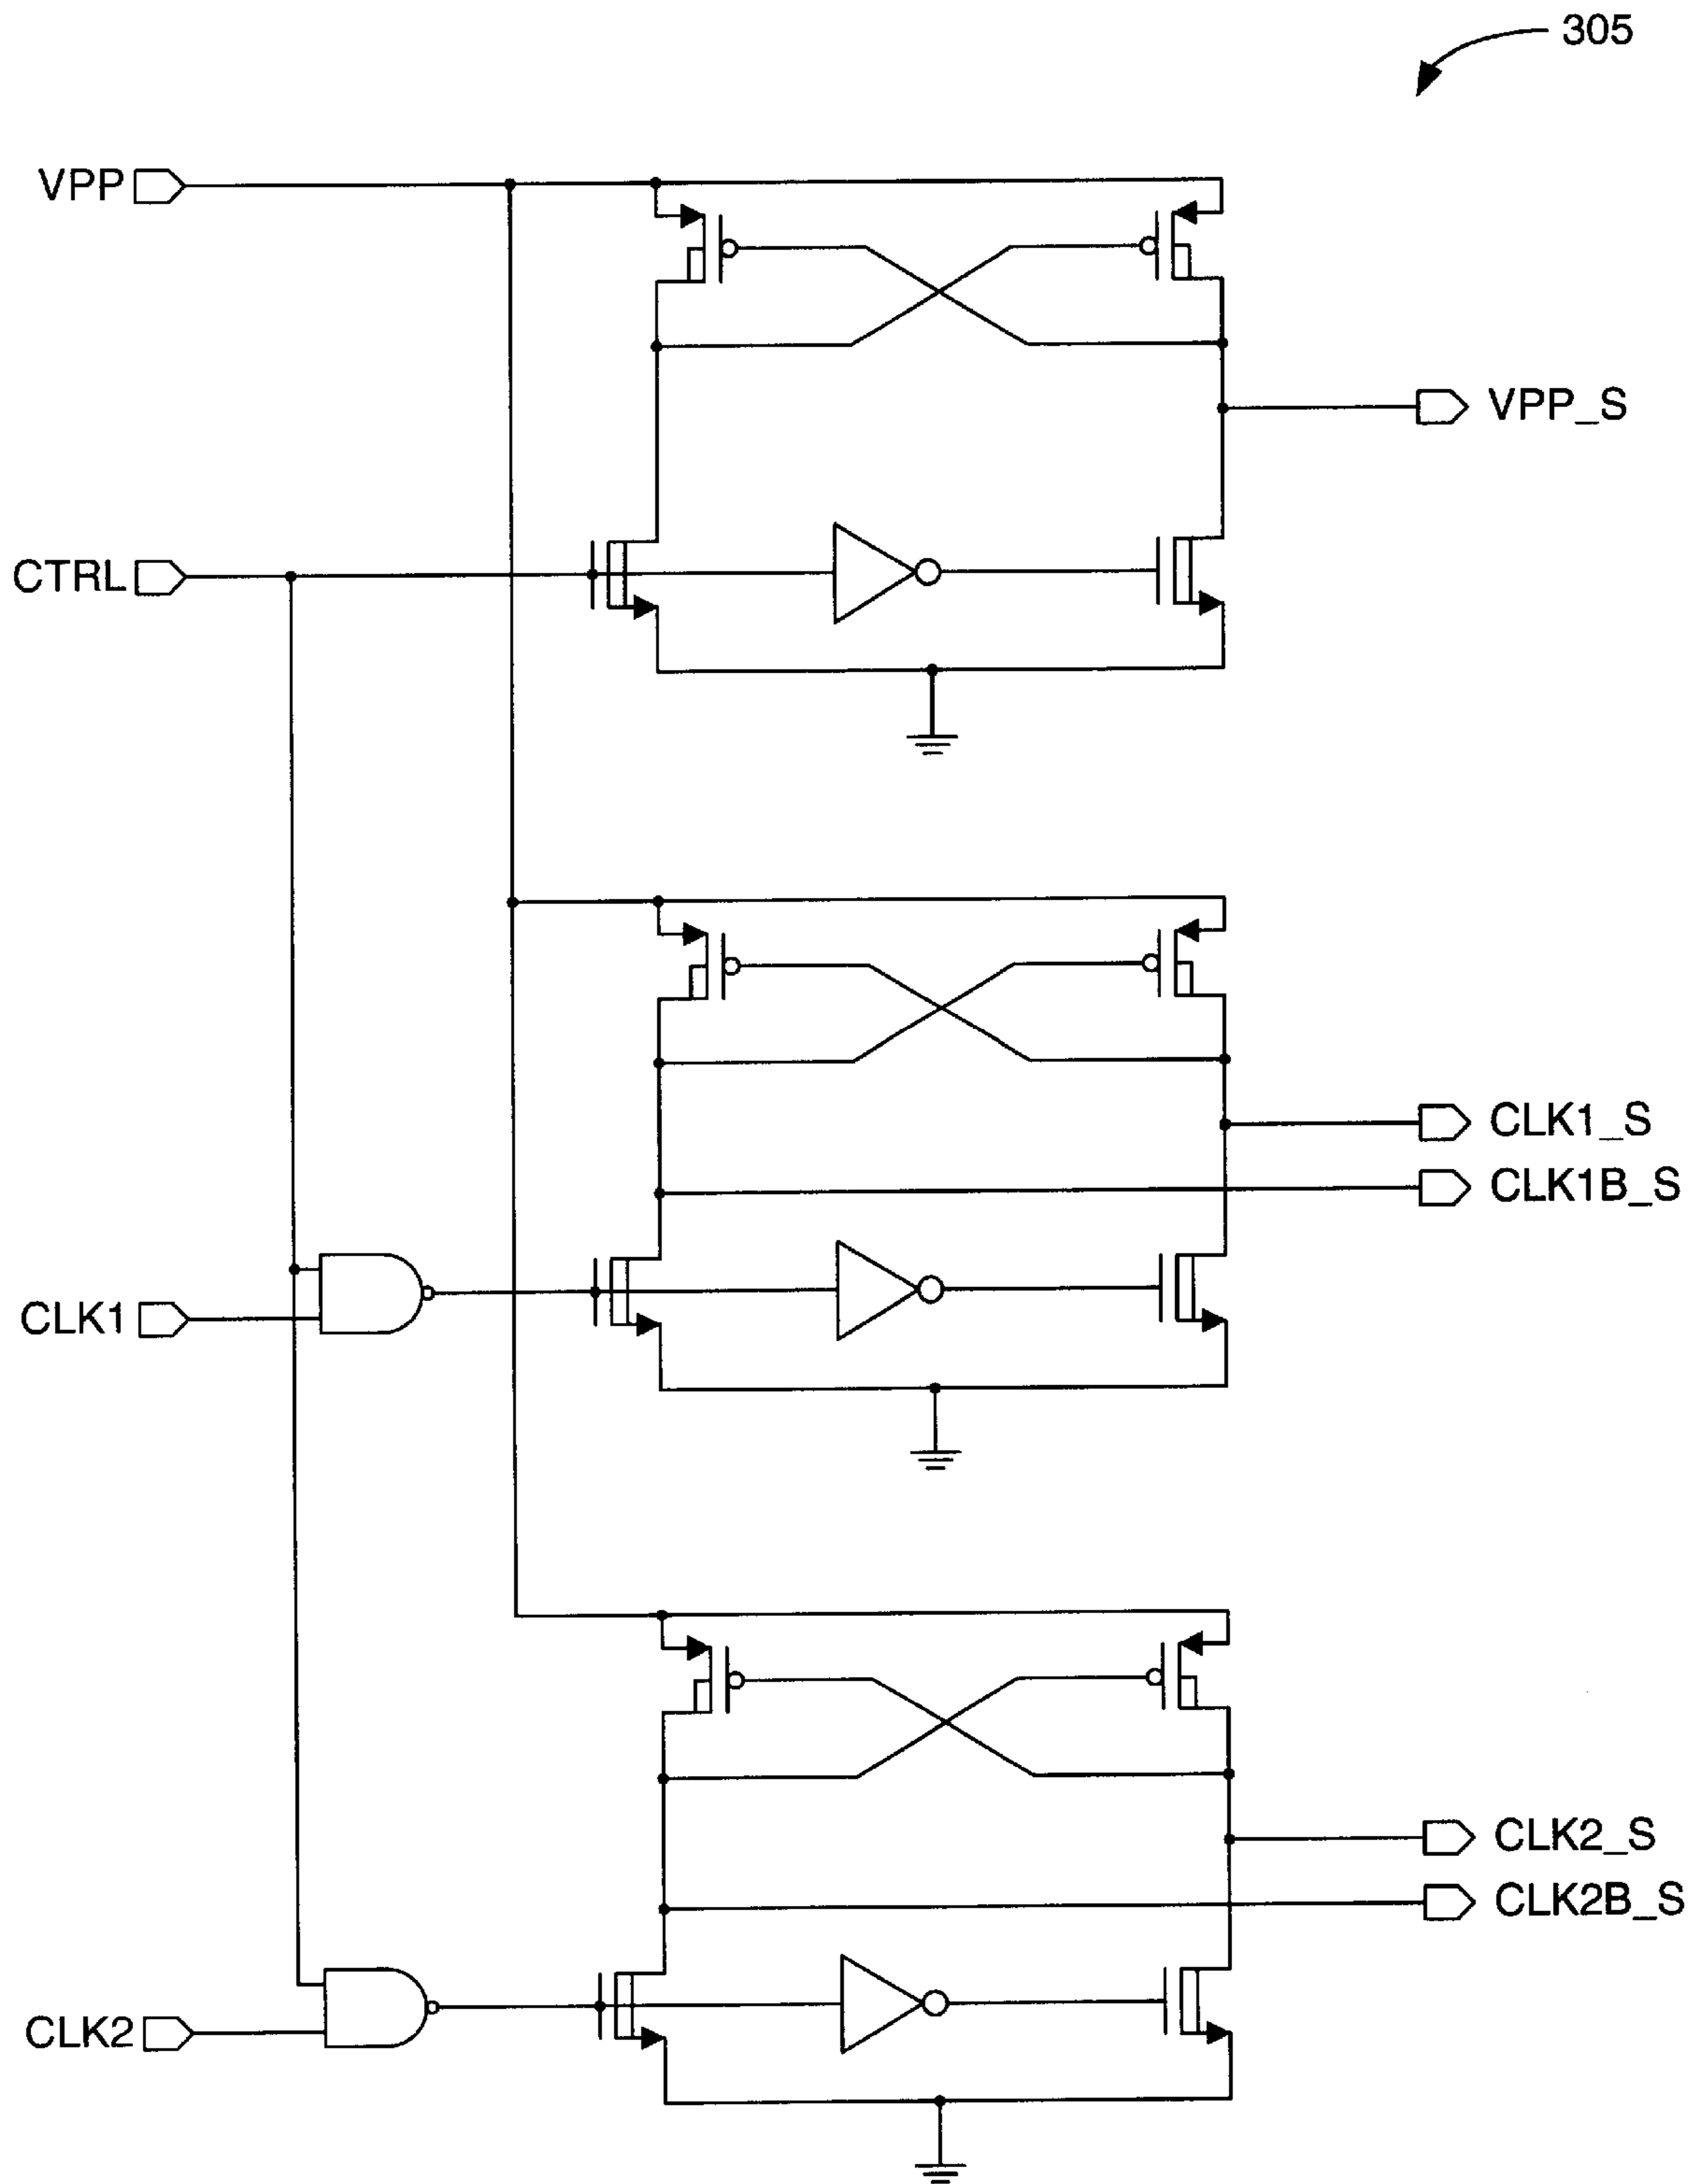 305
VPP
VPP_S
CTRL
CLK1_S
CLK1B_S
CLK1
CLK2_S
CLK2B_S
CLK2